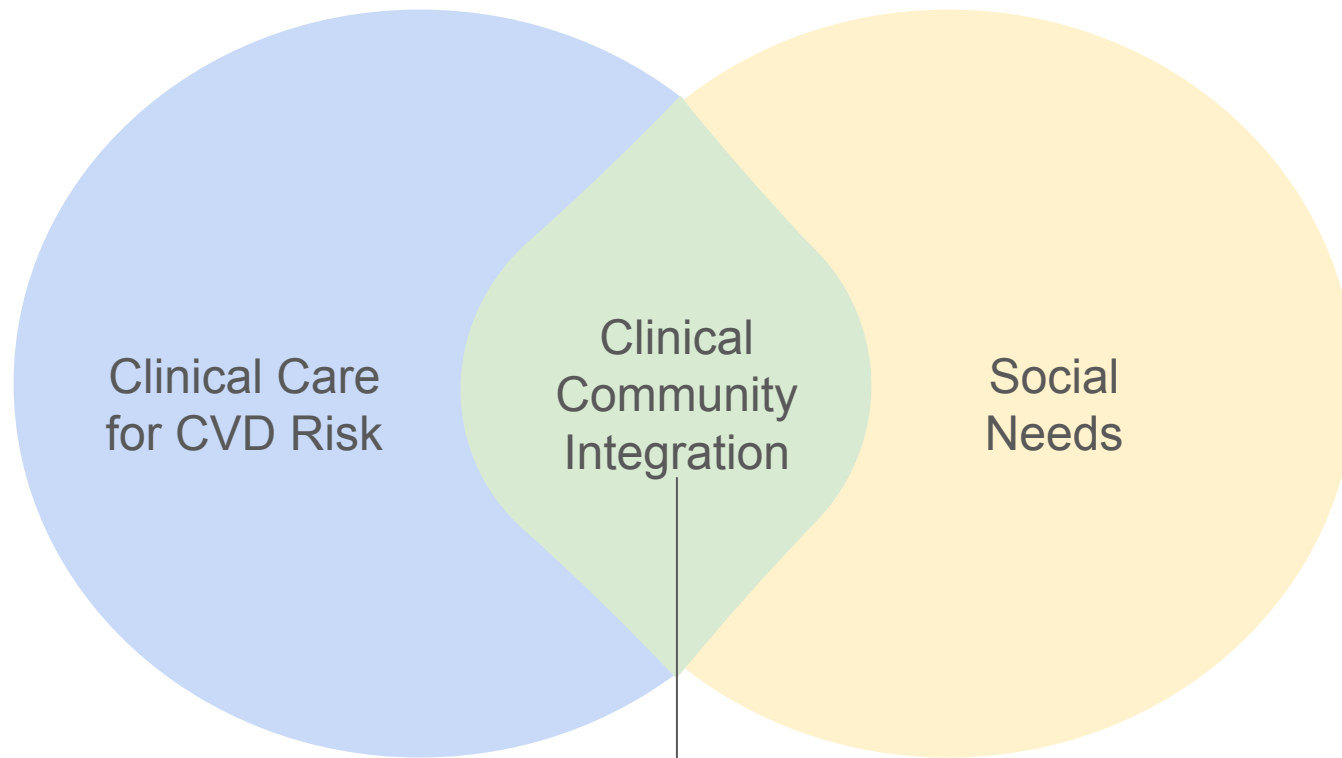 Clinical Care
for CVD Risk
Clinical
Community
Integration
Social
Needs